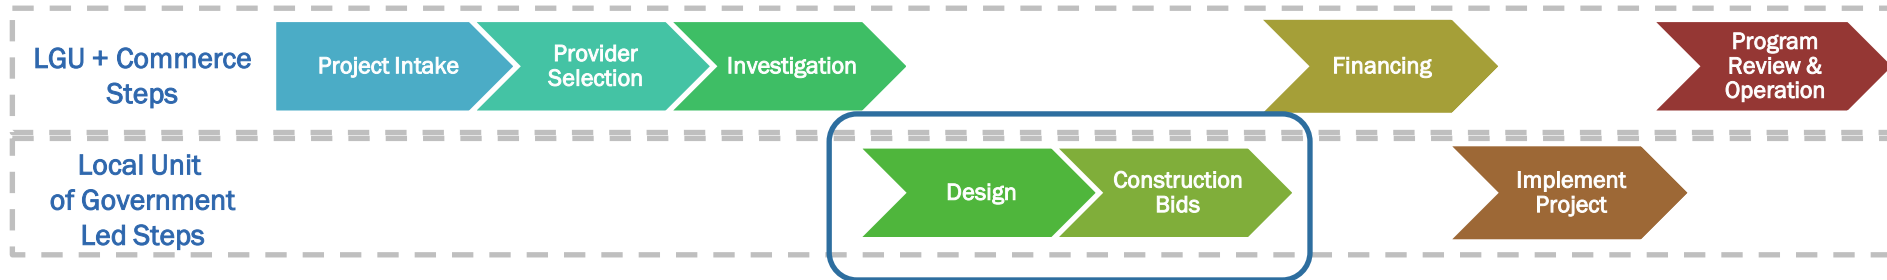 LGU + Commerce
Steps
Project Intake
Provider
Selection
Investigation
Financing
Program
Review &
Operation
Local Unit
of Government
Led Steps
Design
Construction
Bids
Implement
Project